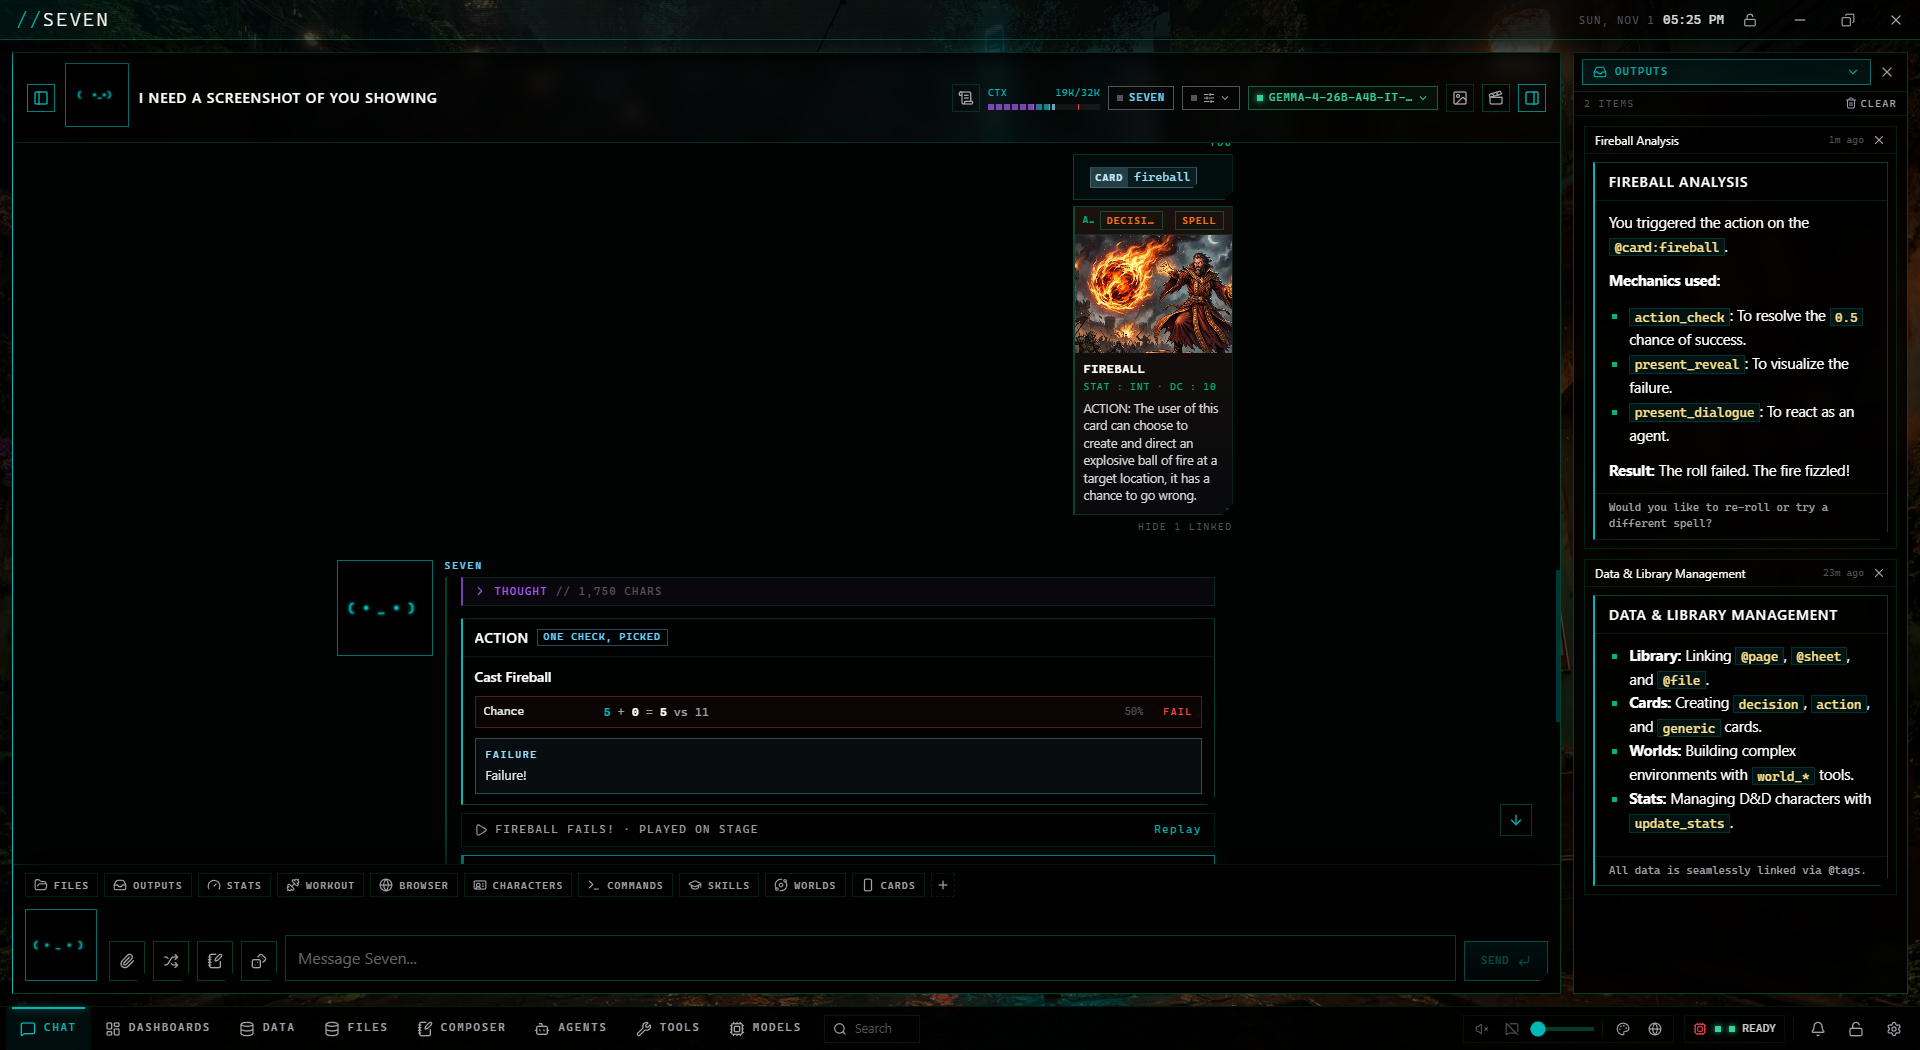 //SEVEN
SUN, NOV 1 05:25 PM
I NEED A SCREENSHOT OF YOU SHOWING
CTX 19K/32K
SEVEN
GEMMA-4-26B-A4B-IT-…
OUTPUTS
2 ITEMS
CLEAR
YOU
CARD fireball
A… DECISI… SPELL
FIREBALL
STAT : INT · DC : 10
ACTION: The user of this
card can choose to
create and direct an
explosive ball of fire at a
target location, it has a
chance to go wrong.
HIDE 1 LINKED
SEVEN
( • _ • )
THOUGHT // 1,750 CHARS
ACTION ONE CHECK, PICKED
Cast Fireball
Chance 5 + 0 = 5 vs 11 50% FAIL
FAILURE
Failure!
FIREBALL FAILS! · PLAYED ON STAGE Replay
Fireball Analysis 1m ago
FIREBALL ANALYSIS
You triggered the action on the
@card:fireball.
Mechanics used:
action_check: To resolve the 0.5
chance of success.
present_reveal: To visualize the
failure.
present_dialogue: To react as an
agent.
Result: The roll failed. The fire fizzled!
Would you like to re-roll or try a
different spell?
Data & Library Management 23m ago
DATA & LIBRARY MANAGEMENT
Library: Linking @page, @sheet,
and @file.
Cards: Creating decision, action,
and generic cards.
Worlds: Building complex
environments with world_* tools.
Stats: Managing D&D characters with
update_stats.
All data is seamlessly linked via @tags.
FILES OUTPUTS STATS WORKOUT BROWSER CHARACTERS COMMANDS SKILLS WORLDS CARDS +
( • _ • )
Message Seven...
SEND
CHAT DASHBOARDS DATA FILES COMPOSER AGENTS TOOLS MODELS Search
READY